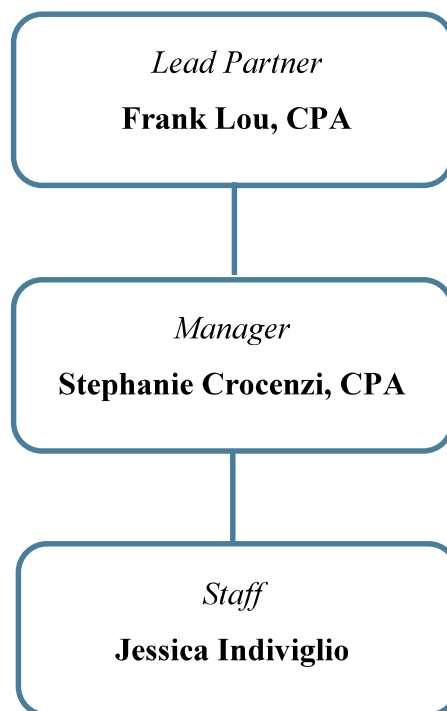 Lead Partner
Frank Lou, CPA
Manager
Stephanie Crocenzi, CPA
Staff
Jessica Indiviglio